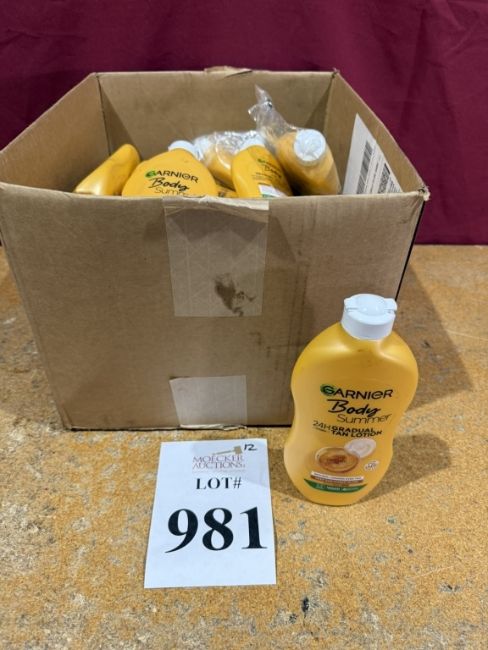 GARNIER
Body
Summer
GARNIER
Body
Summer
24H GRADUAL
TAN LOTION
12
MOECKER
AUCTIONS
LOT#
981